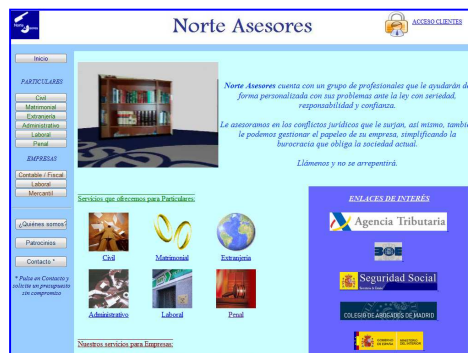 Norte Asesores
ACCESO CLIENTES
Inicio
PARTICULARES
Civil
Matrimonial
Extranjería
Administrativo
Laboral
Penal
EMPRESAS
Contable / Fiscal
Laboral
Mercantil
¿Quiénes somos?
Patrocinios
Contacto *
* Pulsa en Contacto y
solicite un presupuesto
sin compromiso
Norte Asesores cuenta con un grupo de profesionales que le ayudarán de
forma personalizada con sus problemas ante la ley con seriedad,
responsabilidad y confianza.
Le asesoramos en los conflictos jurídicos que le surjan, así mismo, tambié
le podemos gestionar el papeleo de su empresa, simplificando la
burocracia que obliga la sociedad actual.
Llámenos y no se arrepentirá.
Servicios que ofrecemos para Particulares:
Civil
Matrimonial
Extranjería
Administrativo
Laboral
Penal
Nuestros servicios para Empresas:
ENLACES DE INTERÉS
Agencia Tributaria
BOE
Seguridad Social
COLEGIO DE ABOGADOS DE MADRID